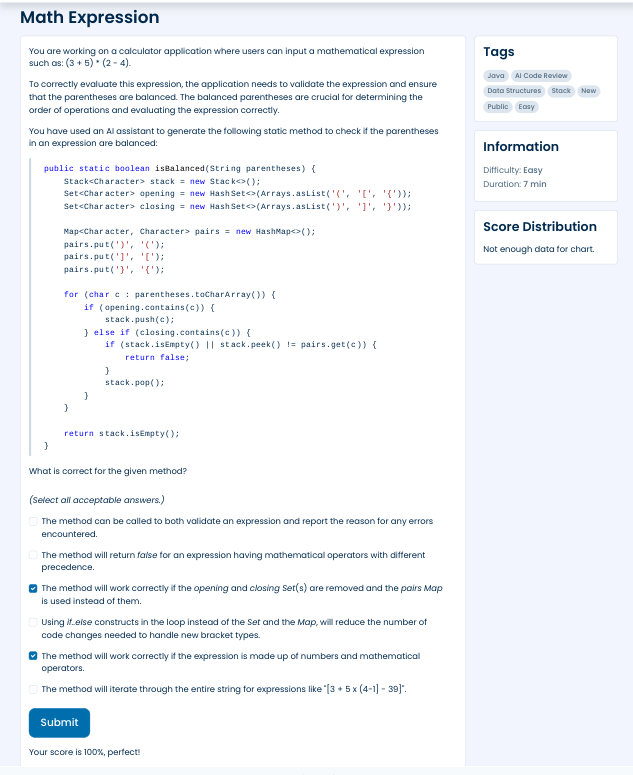 Math Expression
You are working on a calculator application where users can input a mathematical expression
such as: (3 + 5) * (2 - 4).
To correctly evaluate this expression, the application needs to validate the expression and ensure
that the parentheses are balanced. The balanced parentheses are crucial for determining the
order of operations and evaluating the expression correctly.
You have used an AI assistant to generate the following static method to check if the parentheses
in an expression are balanced:
public static boolean isBalanced(String parentheses) {
Stack<Character> stack = new Stack<>();
Set<Character> opening = new HashSet<>(Arrays.asList('(', '[', '{'));
Set<Character> closing = new HashSet<>(Arrays.asList(')', ']', '}'));
Map<Character, Character> pairs = new HashMap<>();
pairs.put(')', '(');
pairs.put(']', '[');
pairs.put('}', '{');
for (char c : parentheses.toCharArray()) {
if (opening.contains(c)) {
stack.push(c);
} else if (closing.contains(c)) {
if (stack.isEmpty() || stack.peek() != pairs.get(c)) {
return false;
}
stack.pop();
}
}
return stack.isEmpty();
}
What is correct for the given method?
(Select all acceptable answers.)
The method can be called to both validate an expression and report the reason for any errors
encountered.
The method will return false for an expression having mathematical operators with different
precedence.
The method will work correctly if the opening and closing Set(s) are removed and the pairs Map
is used instead of them.
Using if..else constructs in the loop instead of the Set and the Map, will reduce the number of
code changes needed to handle new bracket types.
The method will work correctly if the expression is made up of numbers and mathematical
operators.
The method will iterate through the entire string for expressions like "[3 + 5 x (4-1] - 39]".
Submit
Your score is 100%, perfect!
Tags
Java AI Code Review
Data Structures Stack New
Public Easy
Information
Difficulty: Easy
Duration: 7 min
Score Distribution
Not enough data for chart.